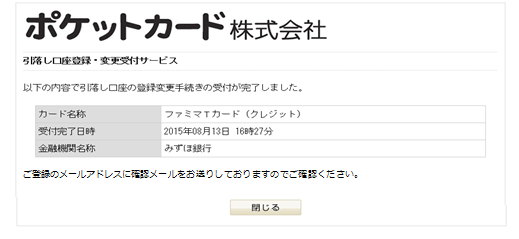 ポケットカード株式会社
引落し口座登録・変更受付サービス
以下の内容で引落し口座の登録変更手続きの受付が完了しました。
カード名称 ファミマTカード（クレジット）
受付完了日時 2015年08月13日 16時27分
金融機関名称 みずほ銀行
ご登録のメールアドレスに確認メールをお送りしておりますのでご確認ください。
閉じる